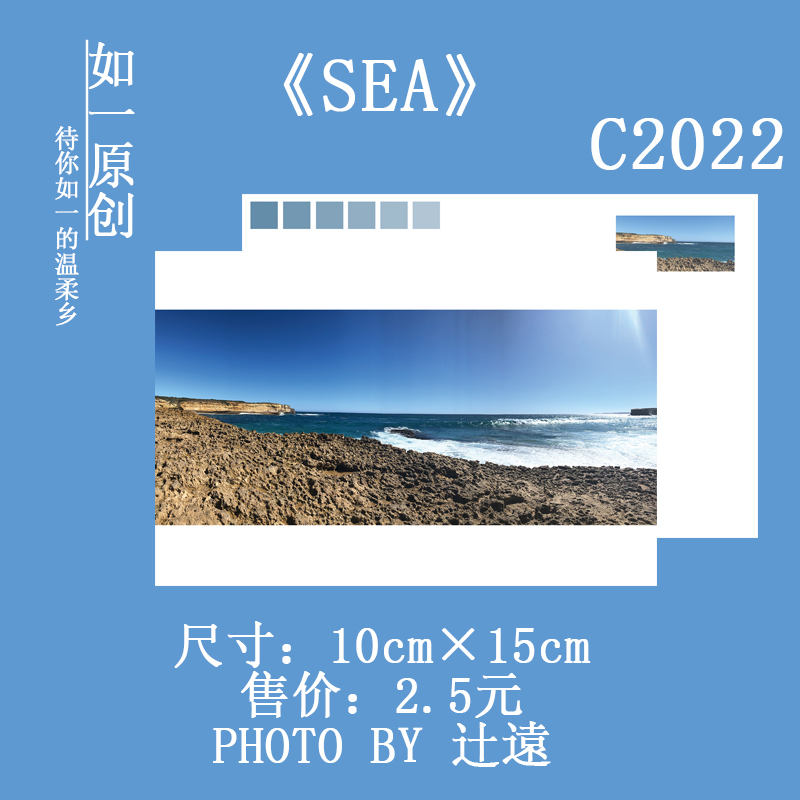 如一原创
待你如一的温柔乡
《SEA》
C2022
尺寸：10cm×15cm
售价：2.5元
PHOTO BY 辻遠